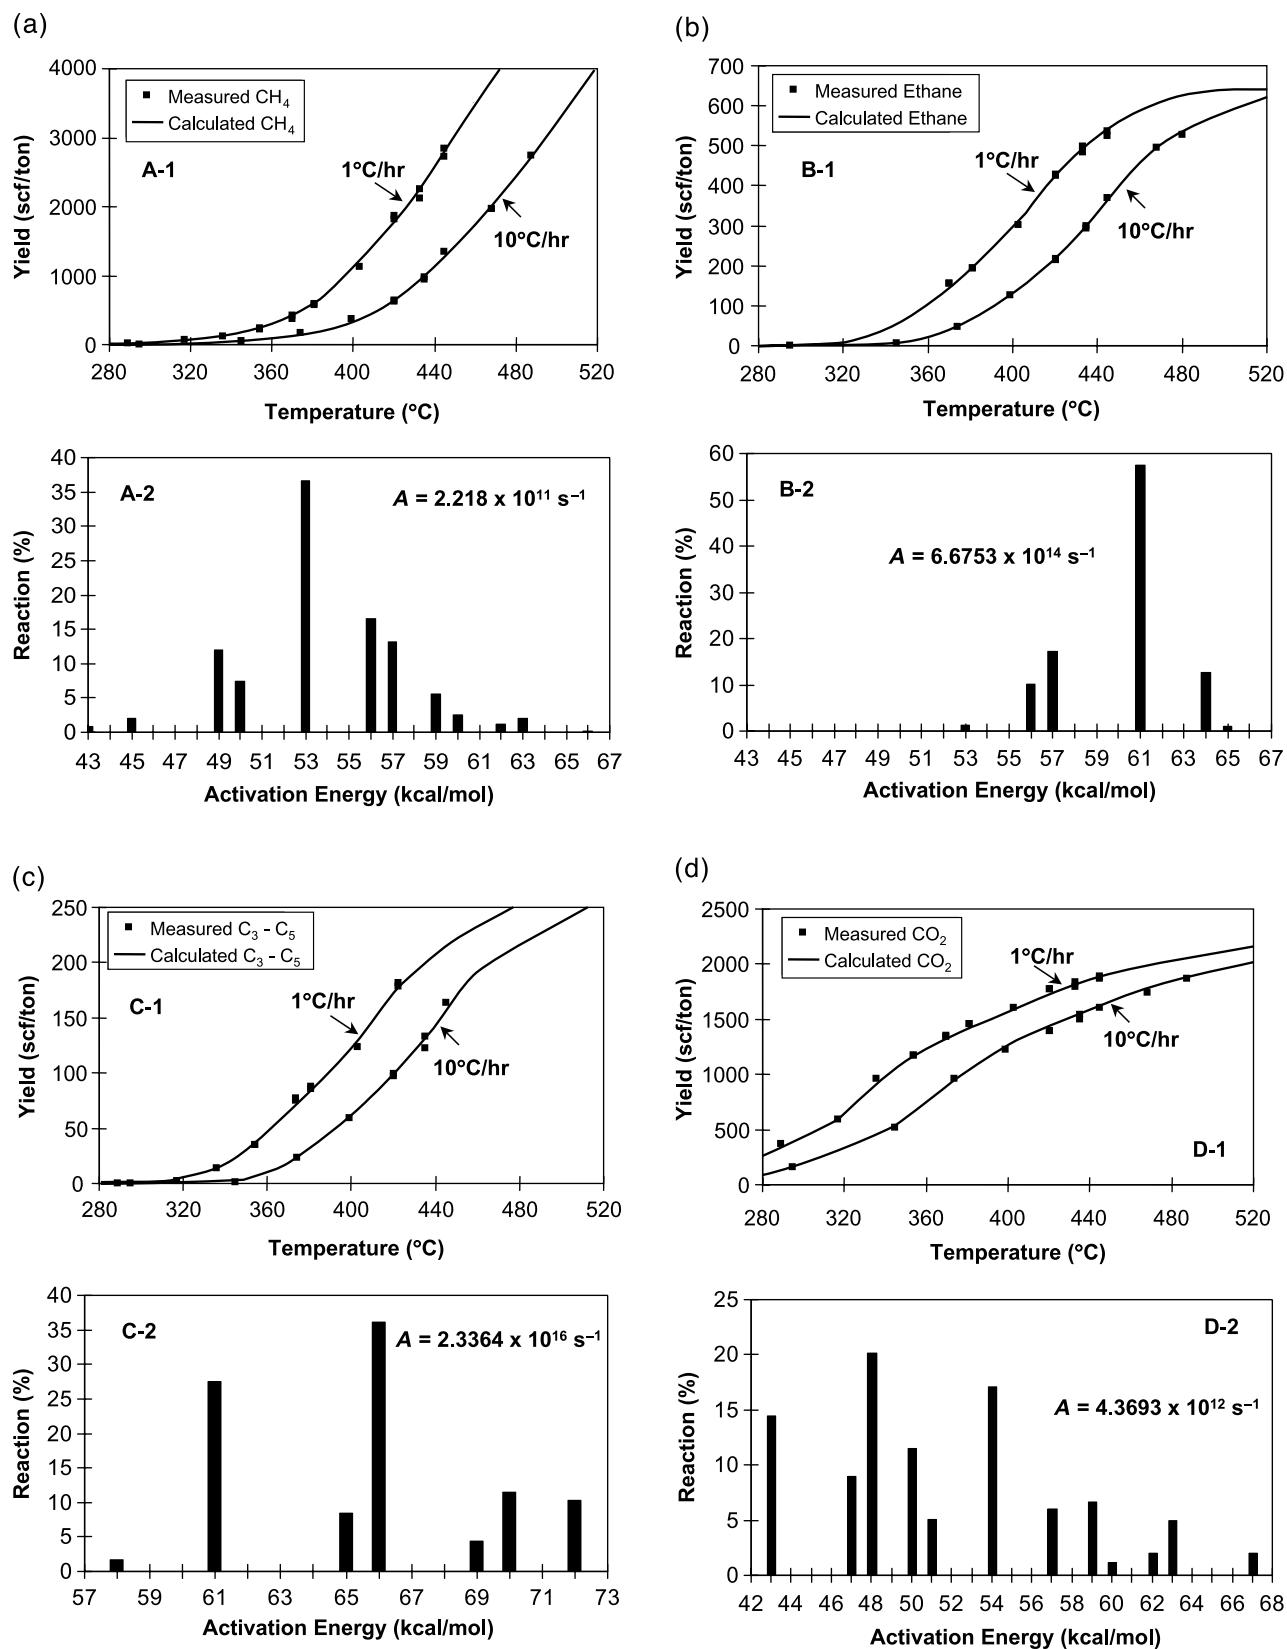 (a)
4000
3000
2000
1000
0
Yield (scf/ton)
Measured CH4
Calculated CH4
A-1
1°C/hr
10°C/hr
280 320 360 400 440 480 520
Temperature (°C)
40
35
30
25
20
15
10
5
0
Reaction (%)
A-2
A = 2.218 x 10¹¹ s⁻¹
43 45 47 49 51 53 55 57 59 61 63 65 67
Activation Energy (kcal/mol)
(b)
700
600
500
400
300
200
100
0
Yield (scf/ton)
Measured Ethane
Calculated Ethane
B-1
1°C/hr
10°C/hr
280 320 360 400 440 480 520
Temperature (°C)
60
50
40
30
20
10
0
Reaction (%)
B-2
A = 6.6753 x 10¹⁴ s⁻¹
43 45 47 49 51 53 55 57 59 61 63 65 67
Activation Energy (kcal/mol)
(c)
250
200
150
100
50
0
Yield (scf/ton)
Measured C₃ - C₅
Calculated C₃ - C₅
C-1
1°C/hr
10°C/hr
280 320 360 400 440 480 520
Temperature (°C)
40
35
30
25
20
15
10
5
0
Reaction (%)
C-2
A = 2.3364 x 10¹⁶ s⁻¹
57 59 61 63 65 67 69 71 73
Activation Energy (kcal/mol)
(d)
2500
2000
1500
1000
500
0
Yield (scf/ton)
Measured CO₂
Calculated CO₂
1°C/hr
10°C/hr
D-1
280 320 360 400 440 480 520
Temperature (°C)
25
20
15
10
5
0
Reaction (%)
D-2
A = 4.3693 x 10¹² s⁻¹
42 44 46 48 50 52 54 56 58 60 62 64 66 68
Activation Energy (kcal/mol)